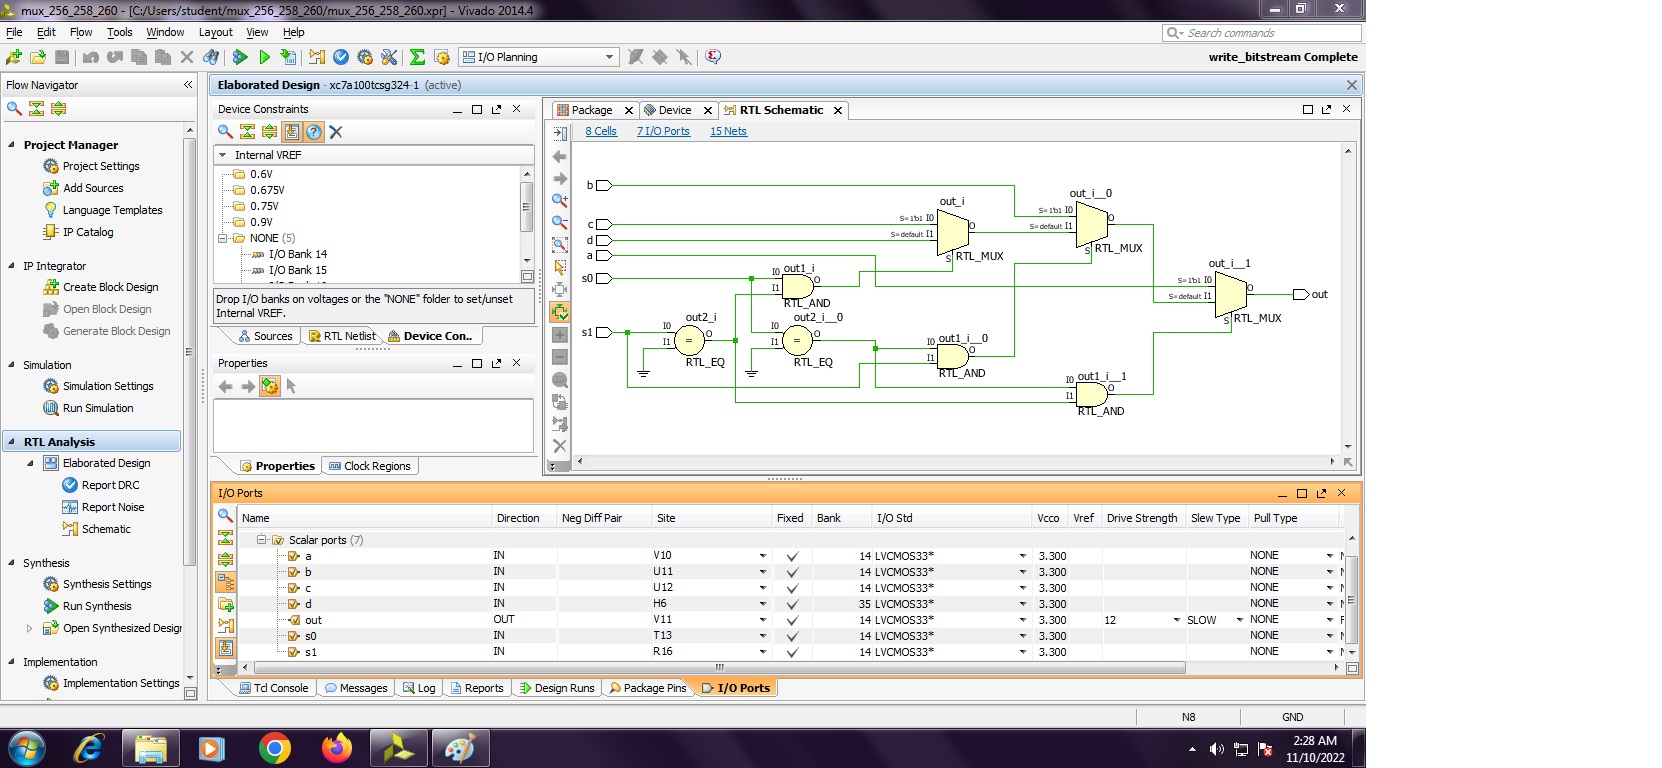 mux_256_258_260 - [C:/Users/student/mux_256_258_260/mux_256_258_260.xpr] - Vivado 2014.4
File Edit Flow Tools Window Layout View Help
Search commands
I/O Planning
write_bitstream Complete
Flow Navigator
Project Manager
Project Settings
Add Sources
Language Templates
IP Catalog
IP Integrator
Create Block Design
Open Block Design
Generate Block Design
Simulation
Simulation Settings
Run Simulation
RTL Analysis
Elaborated Design
Report DRC
Report Noise
Schematic
Synthesis
Synthesis Settings
Run Synthesis
Open Synthesized Design
Implementation
Implementation Settings
Elaborated Design - xc7a100tcsg324-1 (active)
Device Constraints
Internal VREF
0.6V
0.675V
0.75V
0.9V
NONE (5)
I/O Bank 14
I/O Bank 15
Drop I/O banks on voltages or the "NONE" folder to set/unset
Internal VREF.
Sources RTL Netlist Device Con..
Properties
Properties Clock Regions
Package Device RTL Schematic
8 Cells 7 I/O Ports 15 Nets
b
c
d
a
s0
s1
out_i
S=1'b1 I0
S=default I1
O
S
RTL_MUX
out_i__0
S=1'b1 I0
S=default I1
O
S
RTL_MUX
out_i__1
S=1'b1 I0
S=default I1
O
S
RTL_MUX
out
out1_i
I0
I1
O
RTL_AND
out2_i
I0
I1
=
O
RTL_EQ
out2_i__0
I0
I1
=
O
RTL_EQ
out1_i__0
I0
I1
O
RTL_AND
out1_i__1
I0
I1
O
RTL_AND
I/O Ports
Name Direction Neg Diff Pair Site Fixed Bank I/O Std Vcco Vref Drive Strength Slew Type Pull Type
Scalar ports (7)
a IN V10 14 LVCMOS33* 3.300 NONE
b IN U11 14 LVCMOS33* 3.300 NONE
c IN U12 14 LVCMOS33* 3.300 NONE
d IN H6 35 LVCMOS33* 3.300 NONE
out OUT V11 14 LVCMOS33* 3.300 12 SLOW NONE
s0 IN T13 14 LVCMOS33* 3.300 NONE
s1 IN R16 14 LVCMOS33* 3.300 NONE
Tcl Console Messages Log Reports Design Runs Package Pins I/O Ports
N8 GND
2:28 AM
11/10/2022